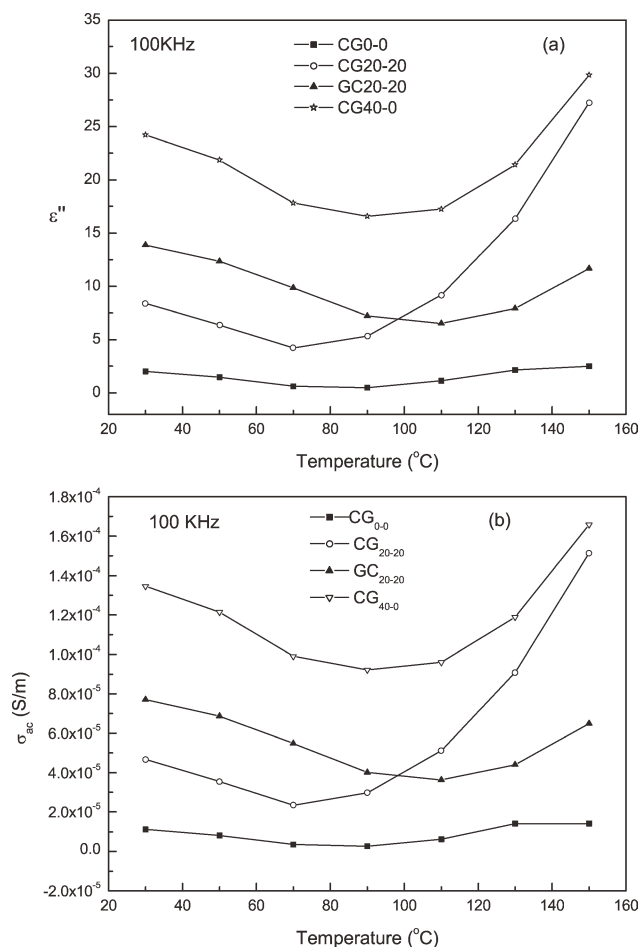 100KHz
(a)
CG0-0
CG20-20
GC20-20
CG40-0
35
30
25
20
15
10
5
0
ε"
20 40 60 80 100 120 140 160
Temperature (°C)
100 KHz
(b)
CG0-0
CG20-20
GC20-20
CG40-0
1.8x10-4
1.6x10-4
1.4x10-4
1.2x10-4
1.0x10-4
8.0x10-5
6.0x10-5
4.0x10-5
2.0x10-5
0.0
-2.0x10-5
σac (S/m)
20 40 60 80 100 120 140 160
Temperature (°C)